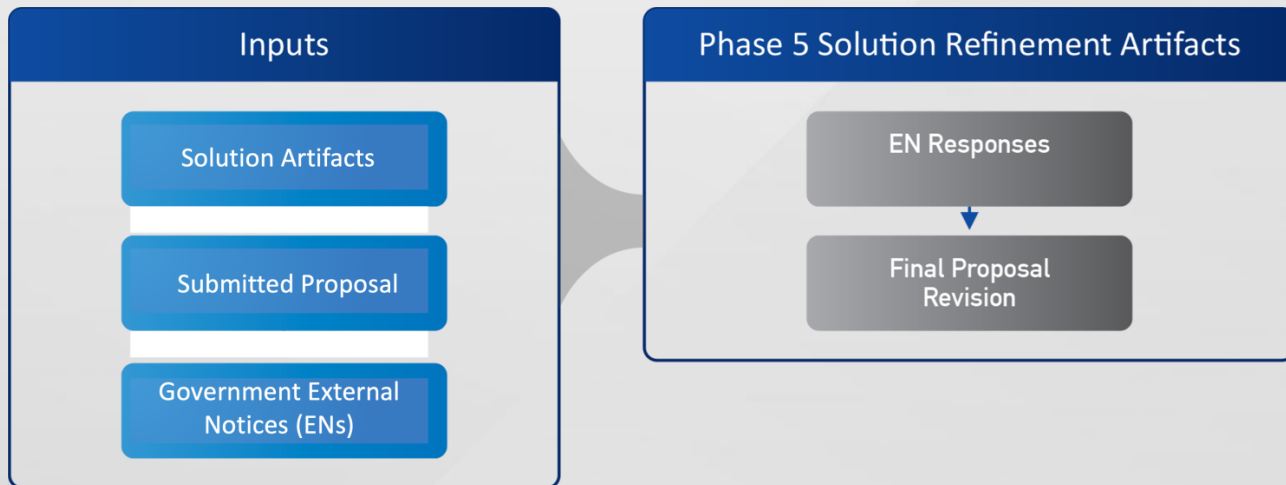 Inputs
Solution Artifacts
Submitted Proposal
Government External
Notices (ENs)
Phase 5 Solution Refinement Artifacts
EN Responses
Final Proposal
Revision